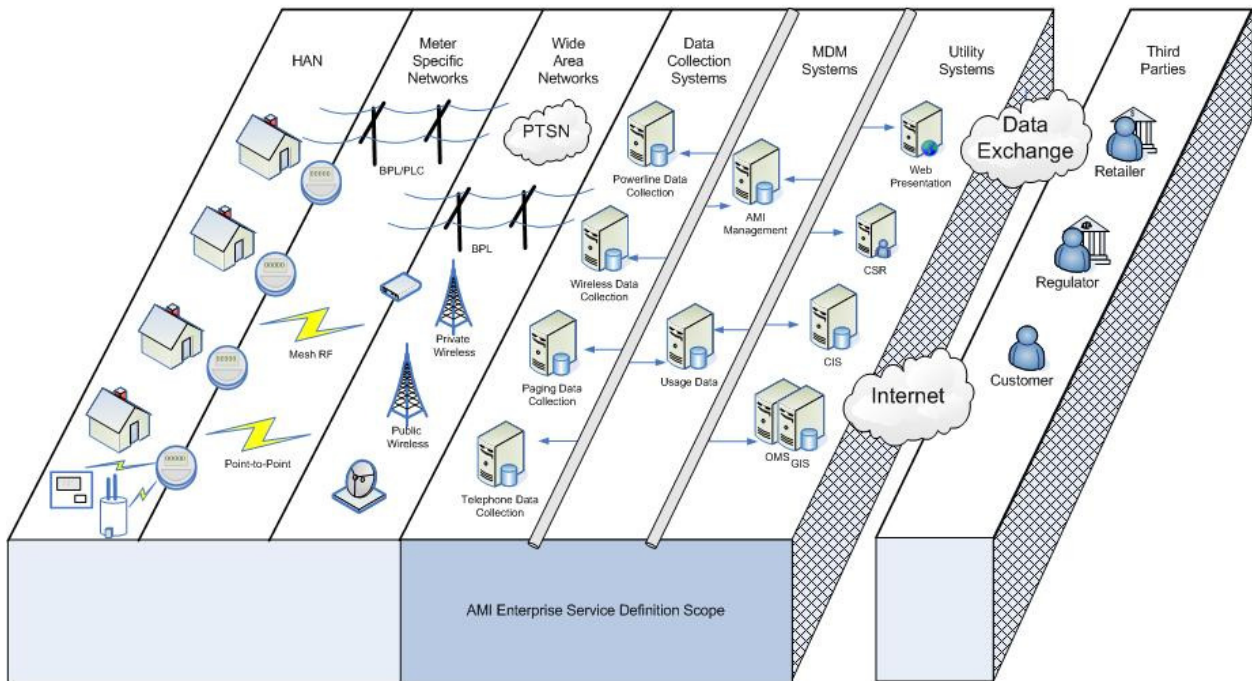 HAN
Meter
Specific
Networks
Wide
Area
Networks
Data
Collection
Systems
MDM
Systems
Utility
Systems
Third
Parties
BPL/PLC
PTSN
Powerline Data
Collection
AMI
Management
Web
Presentation
Data
Exchange
Retailer
BPL
Wireless Data
Collection
CSR
Regulator
Mesh RF
Private
Wireless
Paging Data
Collection
Usage Data
CIS
Internet
Customer
Point-to-Point
Public
Wireless
Telephone Data
Collection
OMS
GIS
AMI Enterprise Service Definition Scope